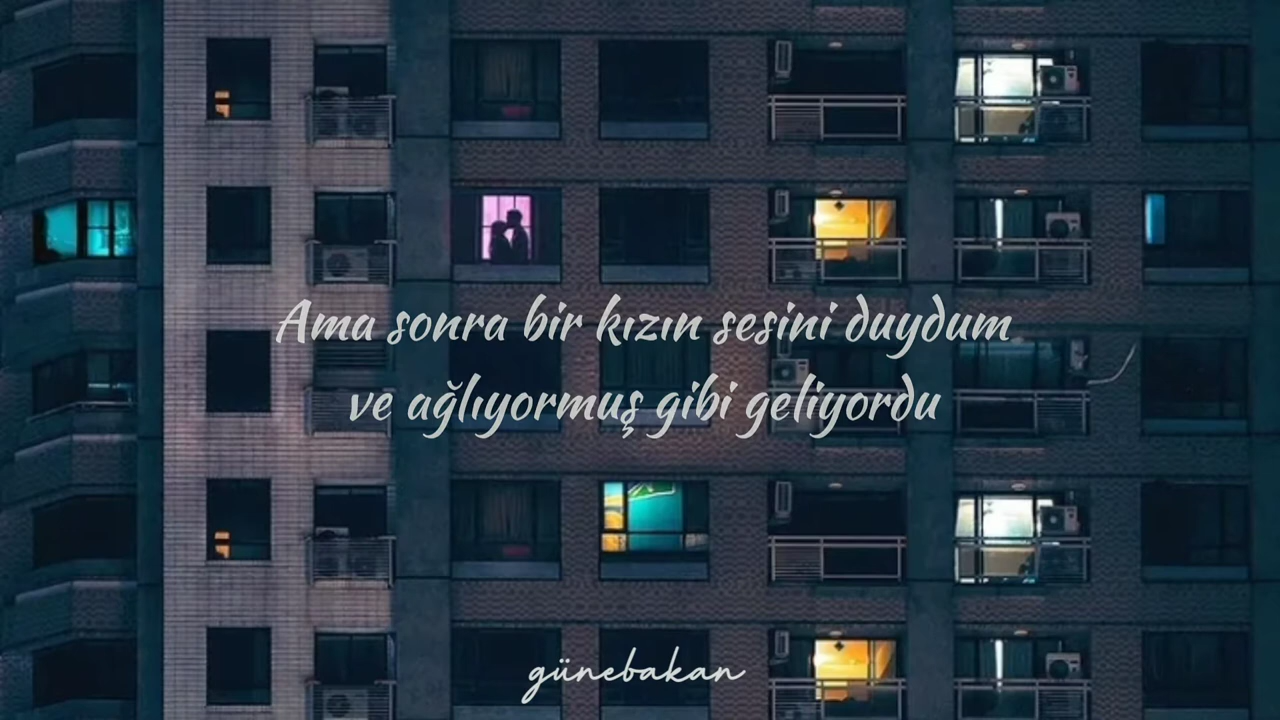 Ama sonra bir kızın sesini duydum
ve ağlıyormuş gibi geliyordu
günebakan